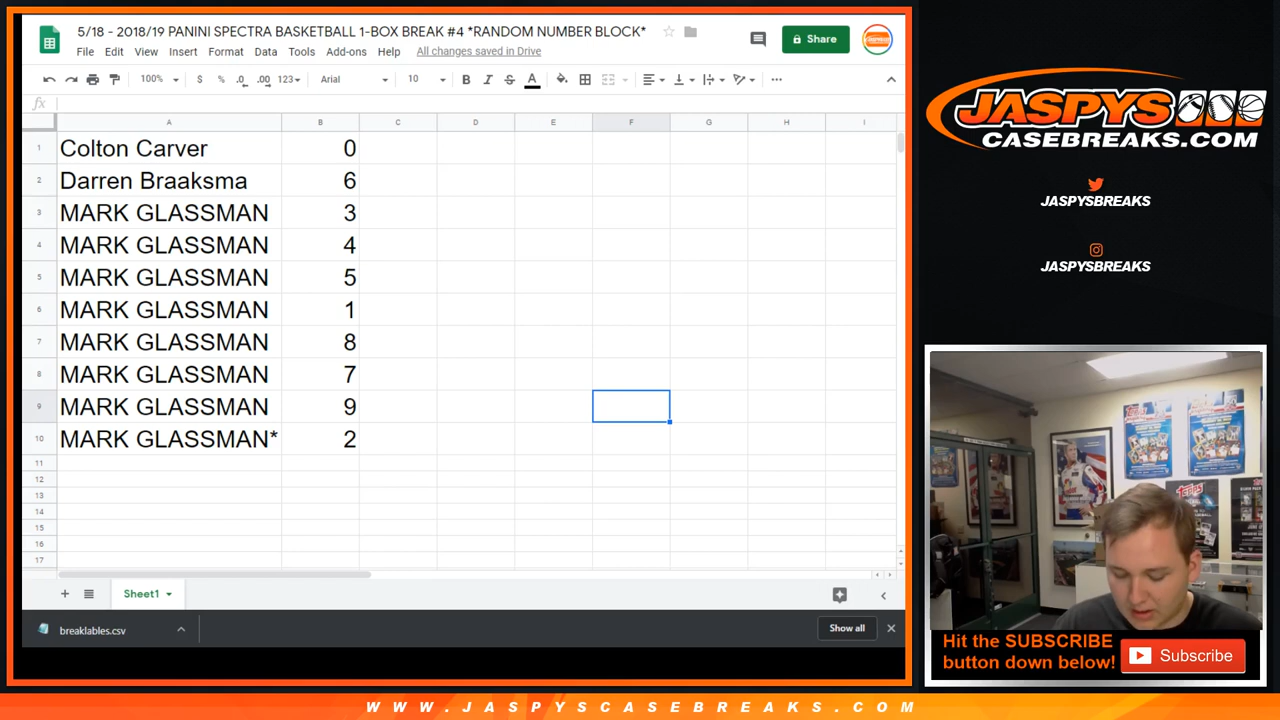 5/18 - 2018/19 PANINI SPECTRA BASKETBALL 1-BOX BREAK #4 *RANDOM NUMBER BLOCK*
File Edit View Insert Format Data Tools Add-ons Help All changes saved in Drive
Share
100% $ % .0 .00 123 Arial 10
fx
A B C D E F G H I
1 Colton Carver 0
2 Darren Braaksma 6
3 MARK GLASSMAN 3
4 MARK GLASSMAN 4
5 MARK GLASSMAN 5
6 MARK GLASSMAN 1
7 MARK GLASSMAN 8
8 MARK GLASSMAN 7
9 MARK GLASSMAN 9
10 MARK GLASSMAN* 2
11
12
13
14
15
16
17
Sheet1
breaklables.csv
Show all
JASPYS
CASEBREAKS.COM
JASPYSBREAKS
JASPYSBREAKS
Topps
Hit the SUBSCRIBE
button down below!
Subscribe
WWW.JASPYSCASEBREAKS.COM